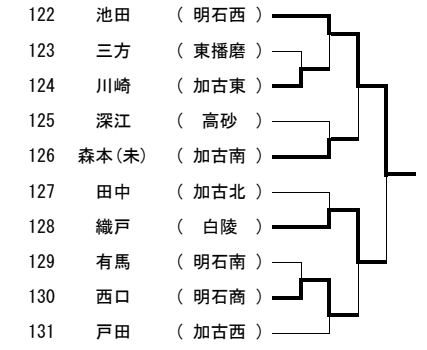 122 池田 ( 明石西 )
123 三方 ( 東播磨 )
124 川崎 ( 加古東 )
125 深江 ( 高砂 )
126 森本(未) ( 加古南 )
127 田中 ( 加古北 )
128 織戸 ( 白陵 )
129 有馬 ( 明石南 )
130 西口 ( 明石商 )
131 戸田 ( 加古西 )